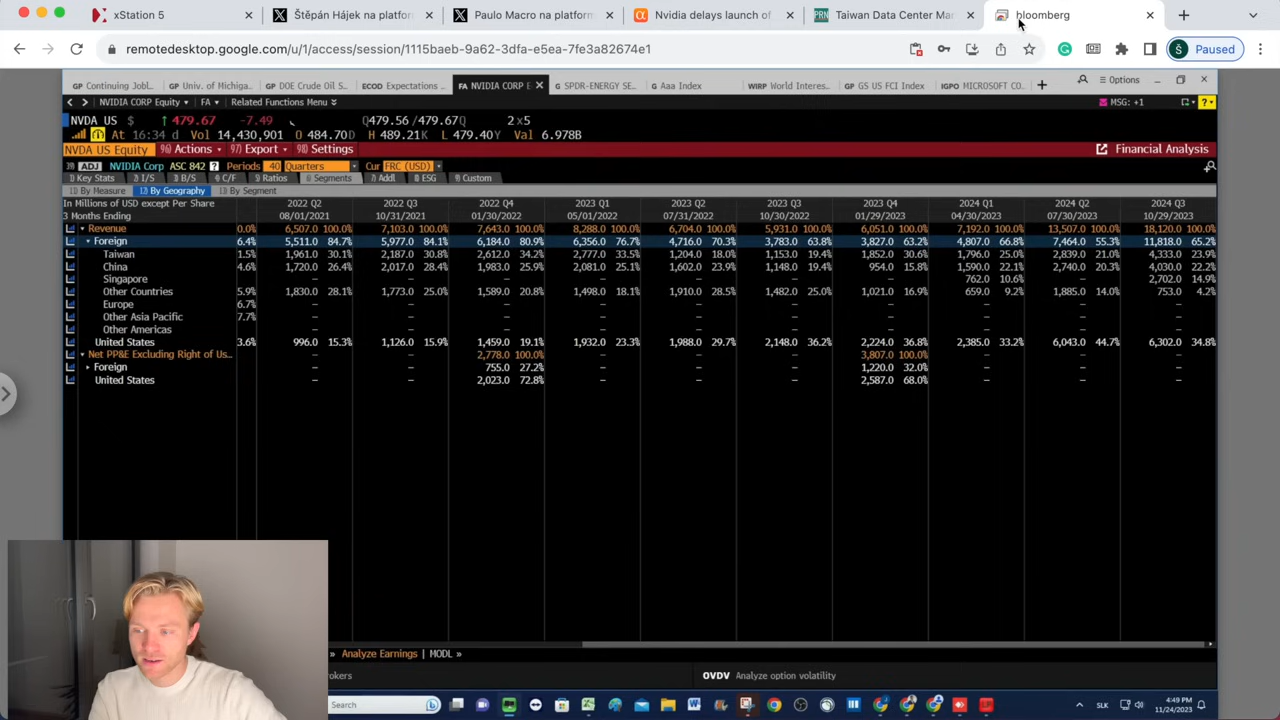 xStation 5
Štěpán Hájek na platfor
Paulo Macro na platform
Nvidia delays launch of
Taiwan Data Center Mar
bloomberg
remotedesktop.google.com/u/1/access/session/1115baeb-9a62-3dfa-e5ea-7fe3a82674e1
Š Paused
GP Continuing Jobl.. GP Univ. of Michiga.. GP DOE Crude Oil S.. ECOD Expectations .. FA NVIDIA CORP E G SPDR-ENERGY SE.. G Aaa Index WIRP World Interes.. GP GS US FCI Index IGPO MICROSOFT CO.. Options
NVIDIA CORP Equity FA Related Functions Menu MSG: +1
NVDA US $ 479.67 -7.49 Q479.56/479.67Q 2x5
At 16:34 d Vol 14,430,901 O 484.70D H 489.21K L 479.40Y Val 6.978B
NVDA US Equity 96) Actions 97) Export 98) Settings Financial Analysis
ADJ NVIDIA Corp ASC 842 ? Periods 40 Quarters Cur FRC (USD)
Key Stats I/S B/S C/F Ratios Segments Addl ESG Custom
By Measure By Geography By Segment
In Millions of USD except Per Share 2022 Q2 2022 Q3 2022 Q4 2023 Q1 2023 Q2 2023 Q3 2023 Q4 2024 Q1 2024 Q2 2024 Q3
3 Months Ending 08/01/2021 10/31/2021 01/30/2022 05/01/2022 07/31/2022 10/30/2022 01/29/2023 04/30/2023 07/30/2023 10/29/2023
Revenue 0.0% 6,507.0 100.0% 7,103.0 100.0% 7,643.0 100.0% 8,288.0 100.0% 6,704.0 100.0% 5,931.0 100.0% 6,051.0 100.0% 7,192.0 100.0% 13,507.0 100.0% 18,120.0 100.0%
Foreign 6.4% 5,511.0 84.7% 5,977.0 84.1% 6,184.0 80.9% 6,356.0 76.7% 4,716.0 70.3% 3,783.0 63.8% 3,827.0 63.2% 4,807.0 66.8% 7,464.0 55.3% 11,818.0 65.2%
Taiwan 1.5% 1,961.0 30.1% 2,187.0 30.8% 2,612.0 34.2% 2,777.0 33.5% 1,204.0 18.0% 1,153.0 19.4% 1,852.0 30.6% 1,796.0 25.0% 2,839.0 21.0% 4,333.0 23.9%
China 4.6% 1,720.0 26.4% 2,017.0 28.4% 1,983.0 25.9% 2,081.0 25.1% 1,602.0 23.9% 1,148.0 19.4% 954.0 15.8% 1,590.0 22.1% 2,740.0 20.3% 4,030.0 22.2%
Singapore – – – – – – – 762.0 10.6% – 2,702.0 14.9%
Other Countries 5.9% 1,830.0 28.1% 1,773.0 25.0% 1,589.0 20.8% 1,498.0 18.1% 1,910.0 28.5% 1,482.0 25.0% 1,021.0 16.9% 659.0 9.2% 1,885.0 14.0% 753.0 4.2%
Europe 6.7% – – – – – – – – – –
Other Asia Pacific 7.7% – – – – – – – – – –
Other Americas – – – – – – – – – –
United States 3.6% 996.0 15.3% 1,126.0 15.9% 1,459.0 19.1% 1,932.0 23.3% 1,988.0 29.7% 2,148.0 36.2% 2,224.0 36.8% 2,385.0 33.2% 6,043.0 44.7% 6,302.0 34.8%
Net PP&E Excluding Right of Us.. – – 2,778.0 100.0% – – – 3,807.0 100.0% – – –
Foreign – – 755.0 27.2% – – – 1,220.0 32.0% – – –
United States – – 2,023.0 72.8% – – – 2,587.0 68.0% – – –
» Analyze Earnings MODL »
rokers OVDV Analyze option volatility
Search SLK 4:49 PM
11/24/2023